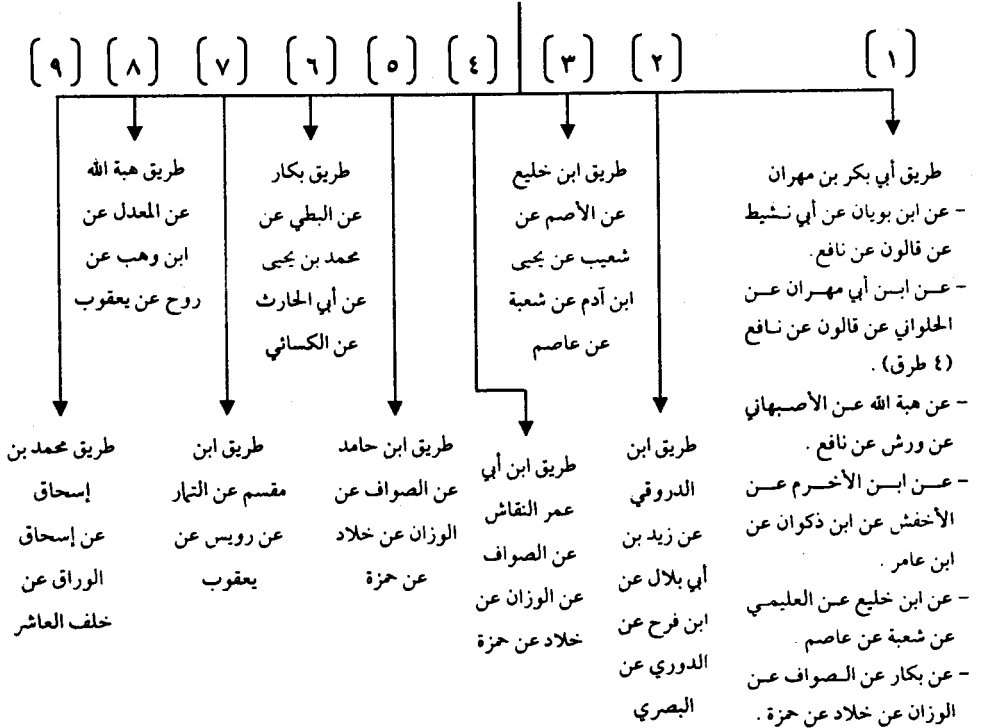 [١]
[٢]
[٣]
[٤]
[٥]
[٦]
[٧]
[٨]
[٩]
طريق أبي بكر بن مهران
- عن ابن بويان عن أبي نشيط
عن قالون عن نافع.
- عن ابن أبي مهران عن
الحلواني عن قالون عن نافع
(٤ طرق).
- عن هبة الله عن الأصبهاني
عن ورش عن نافع.
- عن ابن الأخرم عن
الأخفش عن ابن ذكوان عن
ابن عامر.
- عن ابن خليع عن العليمي
عن شعبة عن عاصم
- عن بكار عن الصواف عن
الوزان عن خلاد عن حمزة.
طريق ابن
الدروقي
عن زيد بن
أبي بلال عن
ابن فرح عن
الدوري عن
البصري
طريق ابن خليع
عن الأصم عن
شعيب عن يحيى
ابن آدم عن شعبة
عن عاصم
طريق ابن أبي
عمر النقاش
عن الصواف
عن الوزان عن
خلاد عن حمزة
طريق ابن حامد
عن الصواف عن
الوزان عن خلاد
عن حمزة
طريق بكار
عن البطي عن
محمد بن يحيى
عن أبي الحارث
عن الكسائي
طريق ابن
مقسم عن التمار
عن رويس عن
يعقوب
طريق هبة الله
عن المعدل عن
ابن وهب عن
روح عن يعقوب
طريق محمد بن
إسحاق
عن إسحاق
الوراق عن
خلف العاشر